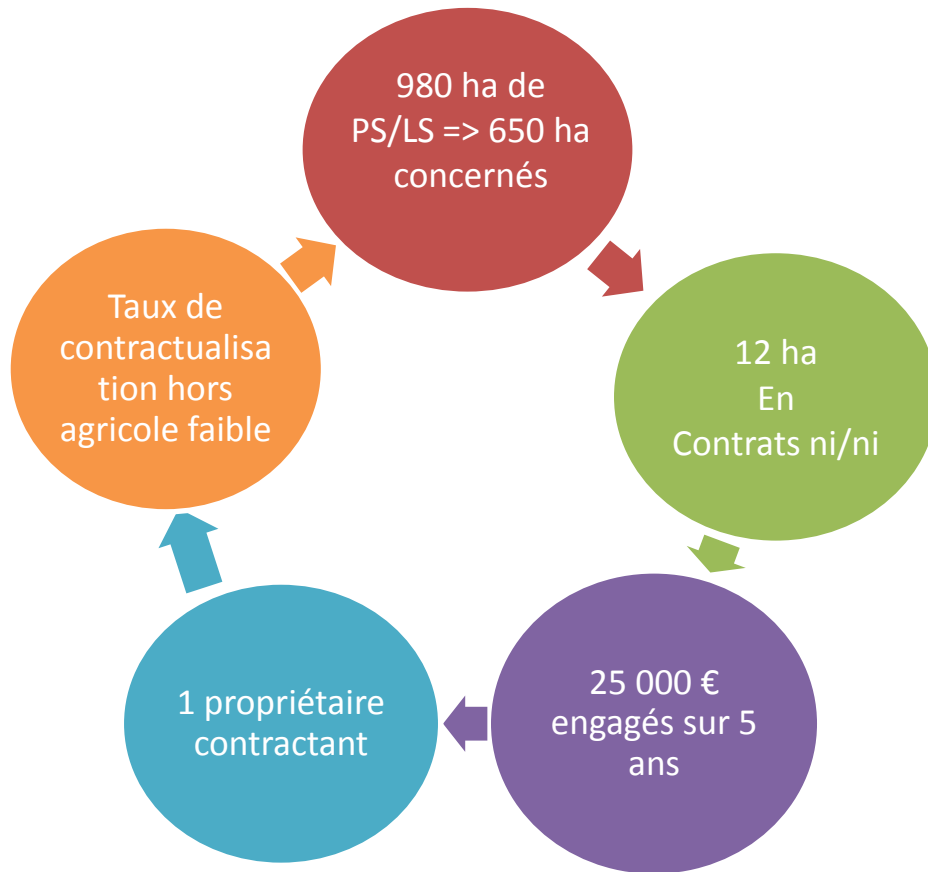 980 ha de
PS/LS => 650 ha
concernés
12 ha
En
Contrats ni/ni
25 000 €
engagés sur 5
ans
1 propriétaire
contractant
Taux de
contractualisa
tion hors
agricole faible